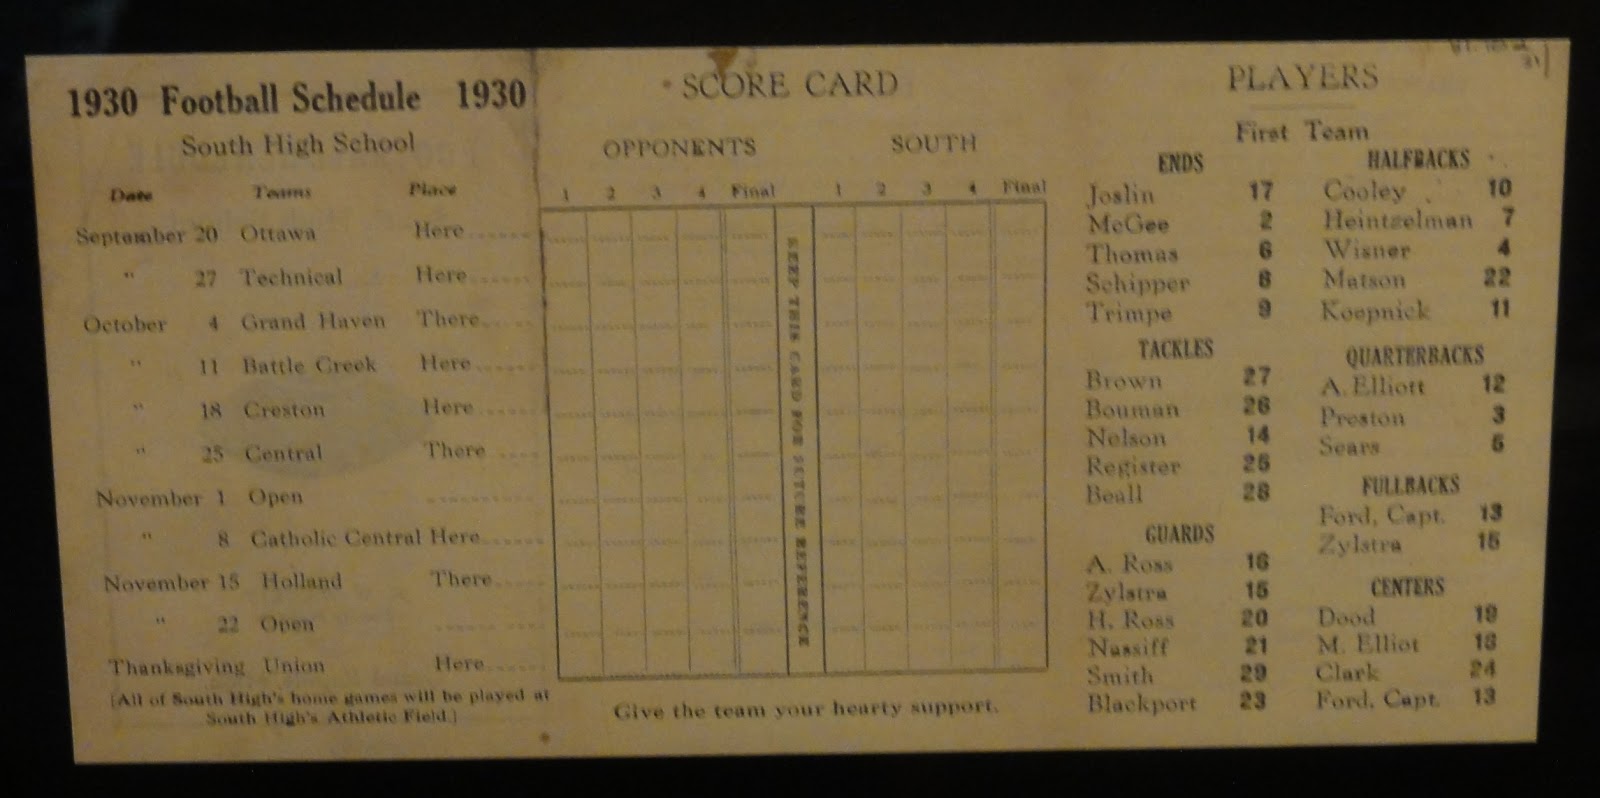 1930 Football Schedule 1930
South High School
Date Teams Place
September 20 Ottawa Here
" 27 Technical Here
October 4 Grand Haven There
" 11 Battle Creek Here
" 18 Creston Here
" 25 Central There
November 1 Open
" 8 Catholic Central Here
November 15 Holland There
" 22 Open
Thanksgiving Union Here
[All of South High's home games will be played at
South High's Athletic Field.]
SCORE CARD
OPPONENTS SOUTH
1 2 3 4 Final 1 2 3 4 Final
KEEP THIS CARD FOR FUTURE REFERENCE
Give the team your hearty support.
PLAYERS
First Team
ENDS
Joslin 17
McGee 2
Thomas 6
Schipper 8
Trimpe 9
TACKLES
Brown 27
Bouman 26
Nelson 14
Register 25
Beall 28
GUARDS
A. Ross 16
Zylstra 15
H. Ross 20
Nassiff 21
Smith 29
Blackport 23
HALFBACKS
Cooley 10
Heintzelman 7
Wisner 4
Matson 22
Koepnick 11
QUARTERBACKS
A. Elliott 12
Preston 3
Sears 5
FULLBACKS
Ford, Capt. 13
Zylstra 15
CENTERS
Dood 19
M. Elliot 18
Clark 24
Ford, Capt. 13